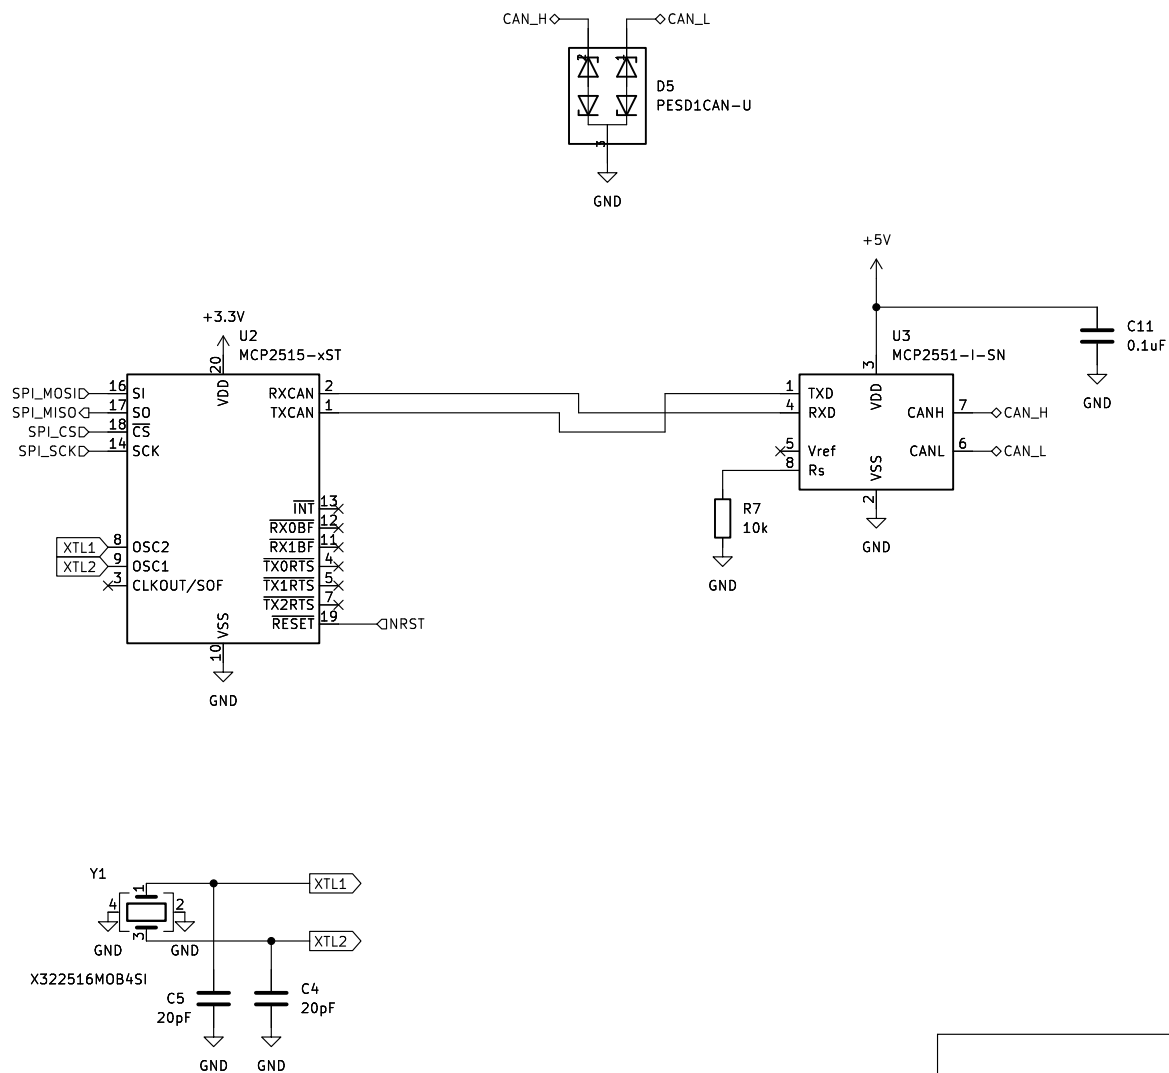 CAN_H
CAN_L
2
1
D5
PESD1CAN-U
3
GND
+5V
+3.3V
U2
MCP2515-xST
20
VDD
SPI_MOSI
16
SI
SPI_MISO
17
SO
SPI_CS
18
CS
SPI_SCK
14
SCK
RXCAN
2
TXCAN
1
INT
13
RX0BF
12
RX1BF
11
TX0RTS
4
TX1RTS
5
TX2RTS
7
RESET
19
NRST
XTL1
8
OSC2
XTL2
9
OSC1
3
CLKOUT/SOF
VSS
10
GND
U3
MCP2551-I-SN
3
VDD
1
TXD
4
RXD
5
Vref
8
Rs
CANH
7
CAN_H
CANL
6
CAN_L
VSS
2
GND
C11
0.1uF
GND
R7
10k
GND
Y1
1
4
2
3
GND
GND
X322516MOB4SI
XTL1
XTL2
C5
20pF
C4
20pF
GND
GND